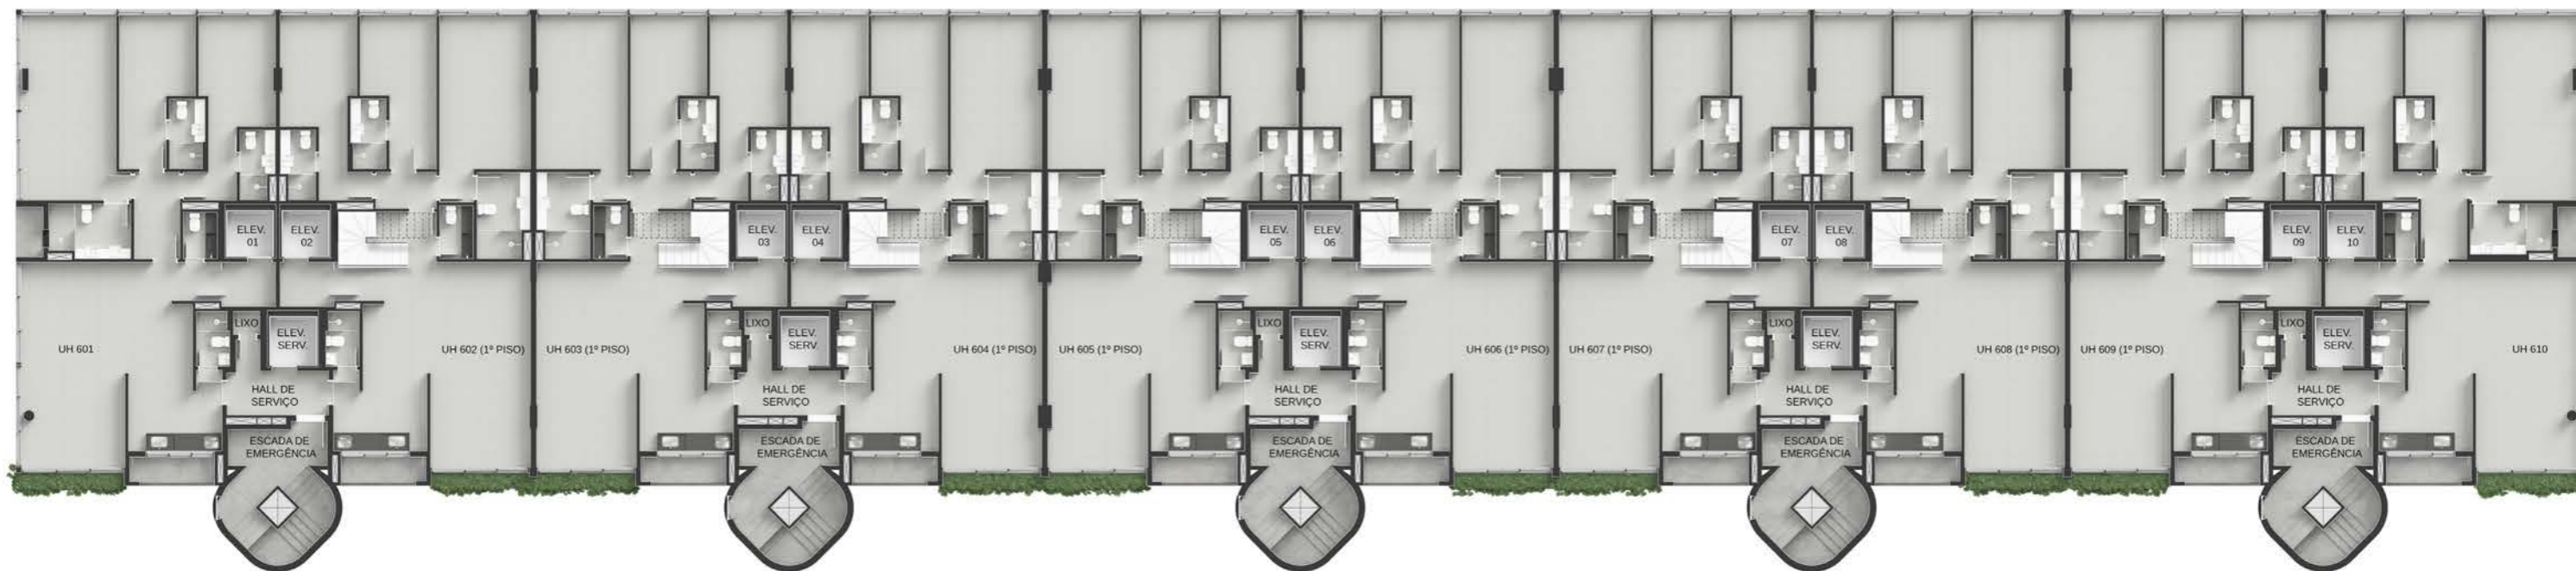 ELEV.
01
ELEV.
02
ELEV.
03
ELEV.
04
ELEV.
05
ELEV.
06
ELEV.
07
ELEV.
08
ELEV.
09
ELEV.
10
LIXO
ELEV.
SERV.
LIXO
ELEV.
SERV.
LIXO
ELEV.
SERV.
LIXO
ELEV.
SERV.
LIXO
ELEV.
SERV.
UH 601
UH 602 (1º PISO)
UH 603 (1º PISO)
UH 604 (1º PISO)
UH 605 (1º PISO)
UH 606 (1º PISO)
UH 607 (1º PISO)
UH 608 (1º PISO)
UH 609 (1º PISO)
UH 610
HALL DE
SERVIÇO
HALL DE
SERVIÇO
HALL DE
SERVIÇO
HALL DE
SERVIÇO
HALL DE
SERVIÇO
ESCADA DE
EMERGÊNCIA
ESCADA DE
EMERGÊNCIA
ESCADA DE
EMERGÊNCIA
ESCADA DE
EMERGÊNCIA
ESCADA DE
EMERGÊNCIA